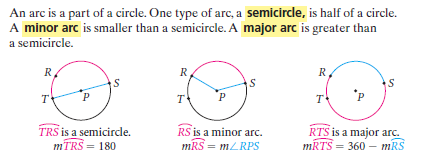 An arc is a part of a circle. One type of arc, a semicircle, is half of a circle.
A minor arc is smaller than a semicircle. A major arc is greater than
a semicircle.
R S T P
R S T P
R S T P
TRS is a semicircle. RS is a minor arc. RTS is a major arc.
mTRS = 180 mRS = m∠RPS mRTS = 360 − mRS